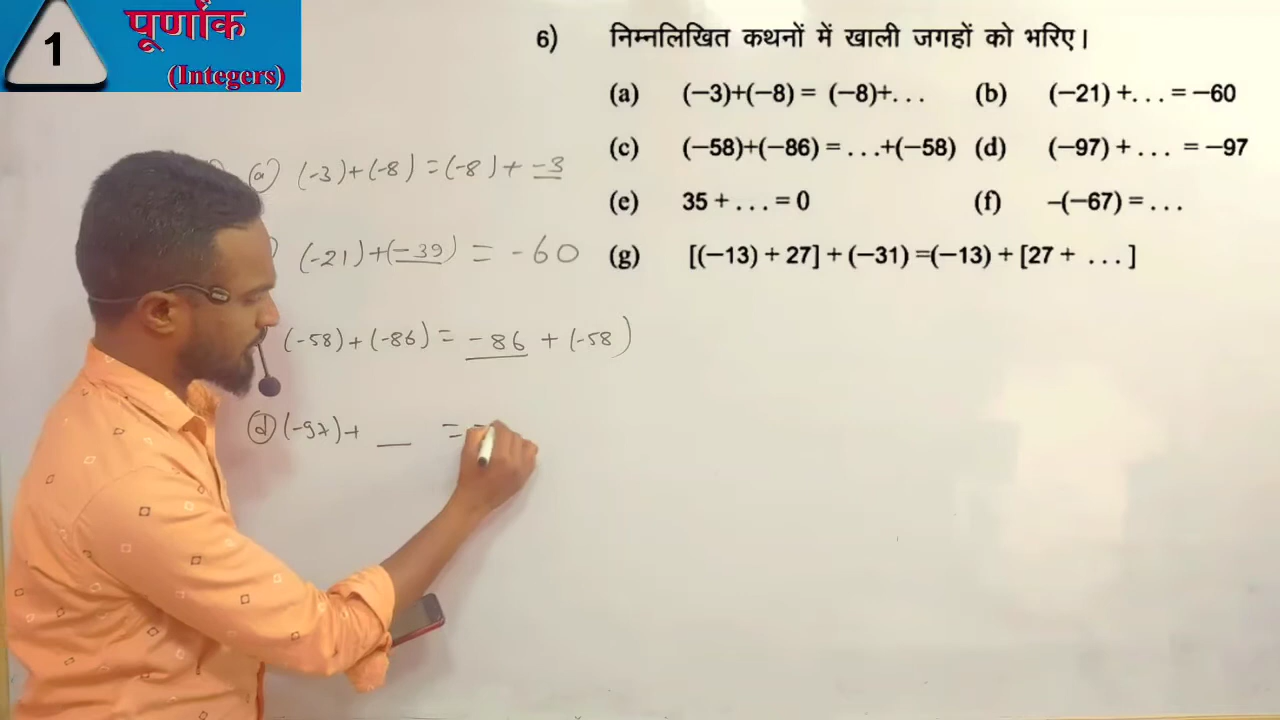 1
पूर्णांक
(Integers)
6) निम्नलिखित कथनों में खाली जगहों को भरिए।
(a) (−3)+(−8) = (−8)+. . . (b) (−21) +. . . = −60
(c) (−58)+(−86) = . . .+(−58) (d) (−97) + . . . = −97
(e) 35 + . . . = 0 (f) −(−67) = . . .
(g) [(−13) + 27] + (−31) =(−13) + [27 + . . . ]
(a) (-3)+(-8) = (-8) + -3
(-21)+(-39) = -60
(-58)+(-86) = -86 + (-58)
(d) (-97)+ __ =